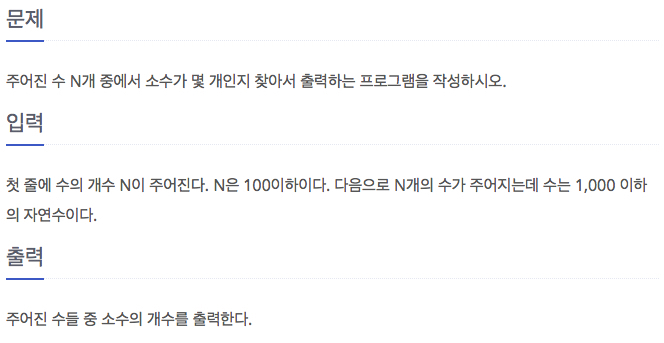 문제
주어진 수 N개 중에서 소수가 몇 개인지 찾아서 출력하는 프로그램을 작성하시오.
입력
첫 줄에 수의 개수 N이 주어진다. N은 100이하이다. 다음으로 N개의 수가 주어지는데 수는 1,000 이하
의 자연수이다.
출력
주어진 수들 중 소수의 개수를 출력한다.